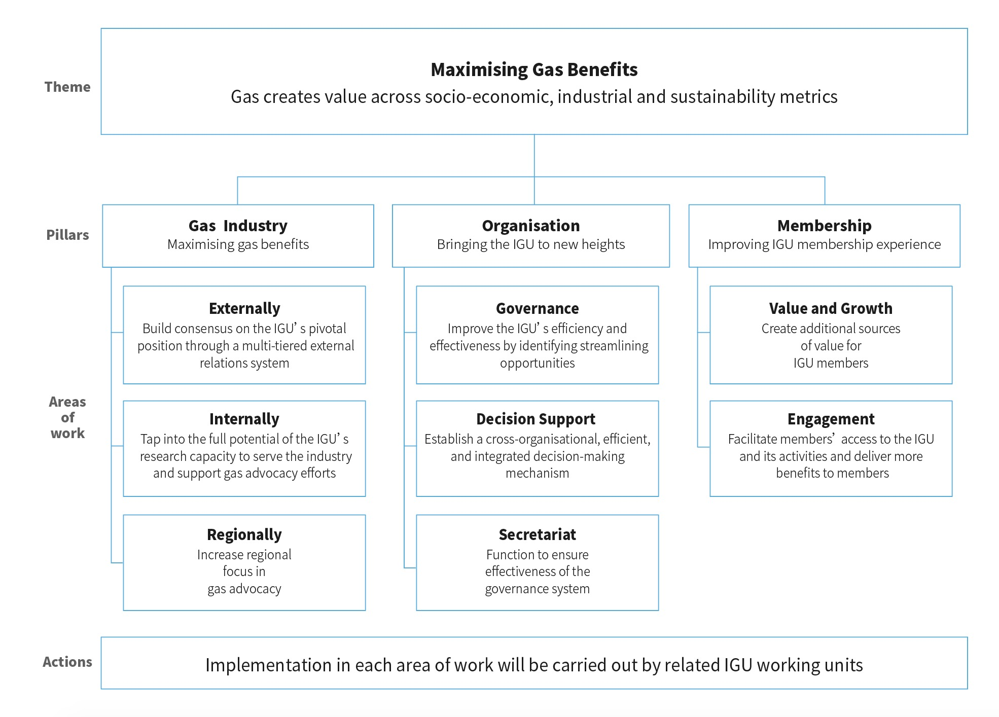 Theme
Maximising Gas Benefits
Gas creates value across socio-economic, industrial and sustainability metrics
Pillars
Gas  Industry
Maximising gas benefits
Organisation
Bringing the IGU to new heights
Membership
Improving IGU membership experience
Areas
of
work
Externally
Build consensus on the IGU’ s pivotal
position through a multi-tiered external
relations system
Internally
Tap into the full potential of the IGU’ s
research capacity to serve the industry
and support gas advocacy efforts
Regionally
Increase regional
focus in
gas advocacy
Governance
Improve the IGU’ s efficiency and
effectiveness by identifying streamlining
opportunities
Decision Support
Establish a cross-organisational, efficient,
and integrated decision-making
mechanism
Secretariat
Function to ensure
effectiveness of the
governance system
Value and Growth
Create additional sources
of value for
IGU members
Engagement
Facilitate members’ access to the IGU
and its activities and deliver more
benefits to members
Actions
Implementation in each area of work will be carried out by related IGU working units